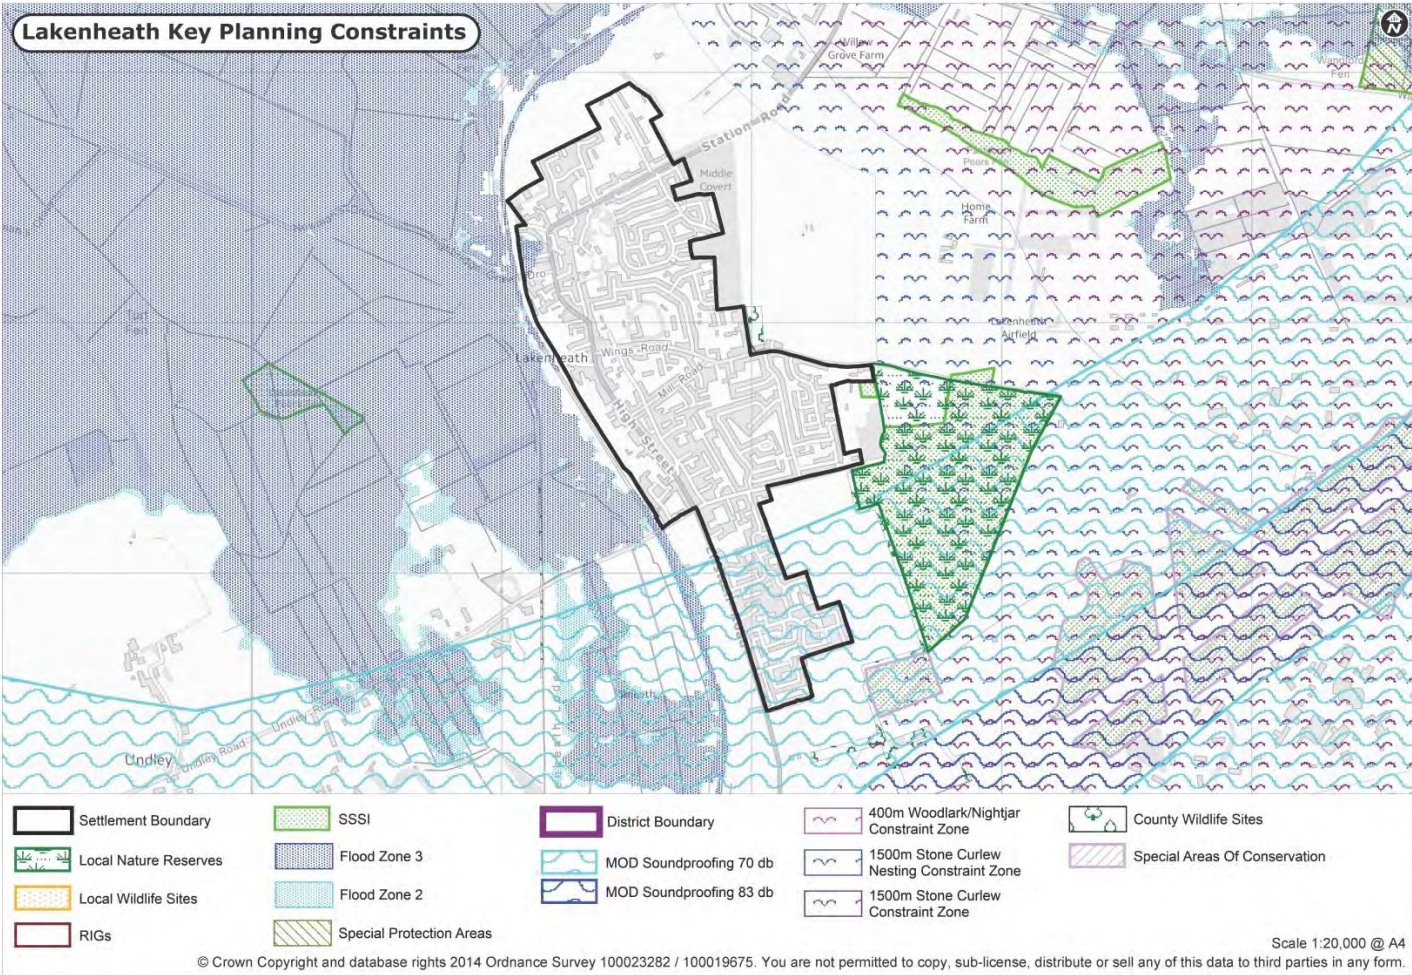 Lakenheath Key Planning Constraints
N
Willow
Grove Farm
Wangford
Fen
Station Road
Middle
Covert
Poors
Home
Farm
Turf
Fen
Lakenheath
Airfield
Lakenheath
Wings Road
Mill Road
High Street
Undley Road
Undley
Undley Road
Settlement Boundary
Local Nature Reserves
Local Wildlife Sites
RIGs
SSSI
Flood Zone 3
Flood Zone 2
Special Protection Areas
District Boundary
MOD Soundproofing 70 db
MOD Soundproofing 83 db
400m Woodlark/Nightjar
Constraint Zone
1500m Stone Curlew
Nesting Constraint Zone
1500m Stone Curlew
Constraint Zone
County Wildlife Sites
Special Areas Of Conservation
Scale 1:20,000 @ A4
© Crown Copyright and database rights 2014 Ordnance Survey 100023282 / 100019675. You are not permitted to copy, sub-license, distribute or sell any of this data to third parties in any form.